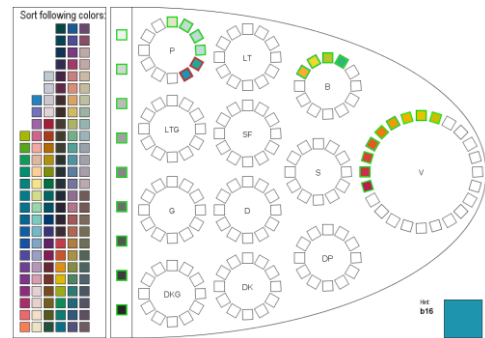 Sort following colors:
P
LT
B
LTG
SF
S
V
G
D
DP
DKG
DK
Hint
b16